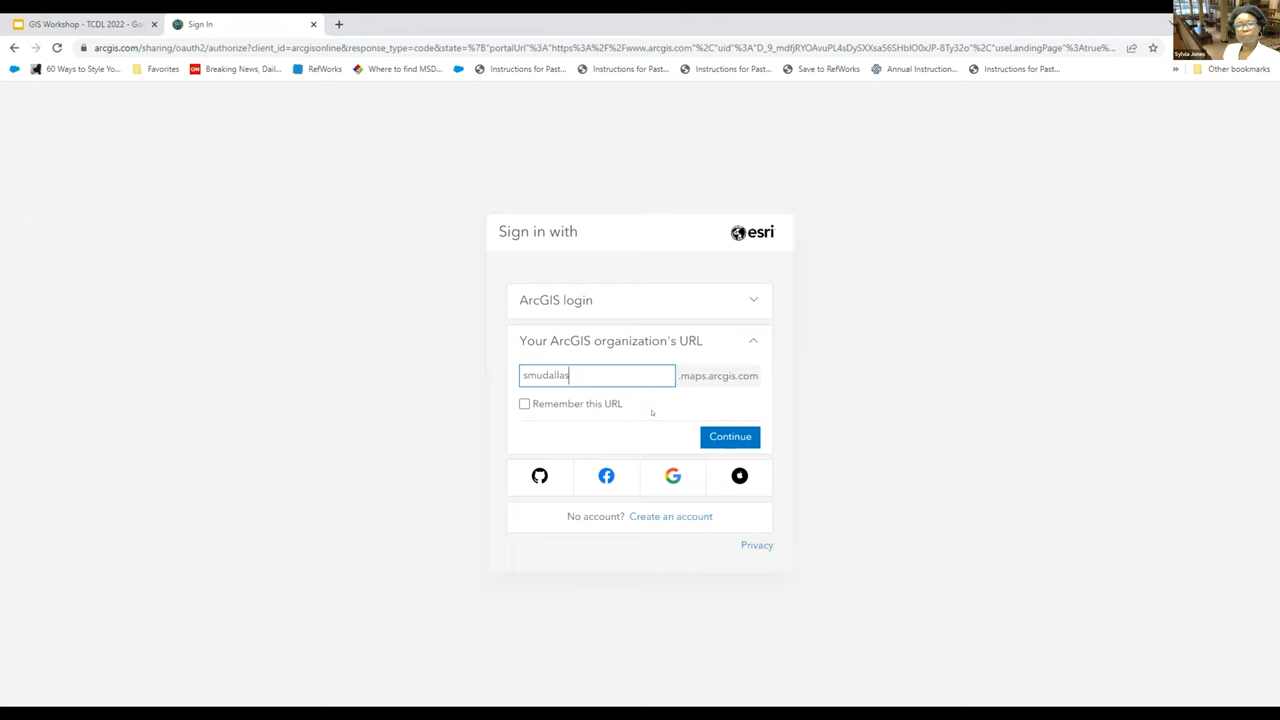 GIS Workshop - TCDL 2022 - Goo
Sign In
arcgis.com/sharing/oauth2/authorize?client_id=arcgisonline&response_type=code&state=%7B"portalUrl"%3A"https%3A%2F%2Fwww.arcgis.com"%2C"uid"%3A"D_9_mdfjRYOAvuPL4sDySXXsa56SHbIO0xJP-8Ty32o"%2C"useLandingPage"%3Atrue%...
60 Ways to Style Yo...
Favorites
Breaking News, Dail...
RefWorks
Where to find MSD...
Instructions for Past...
Instructions for Past...
Instructions for Past...
Save to RefWorks
Annual Instruction...
Instructions for Past...
»
Other bookmarks
Sylvia Jones
Sign in with
esri
ArcGIS login
Your ArcGIS organization's URL
smudallas .maps.arcgis.com
Remember this URL
Continue
No account? Create an account
Privacy